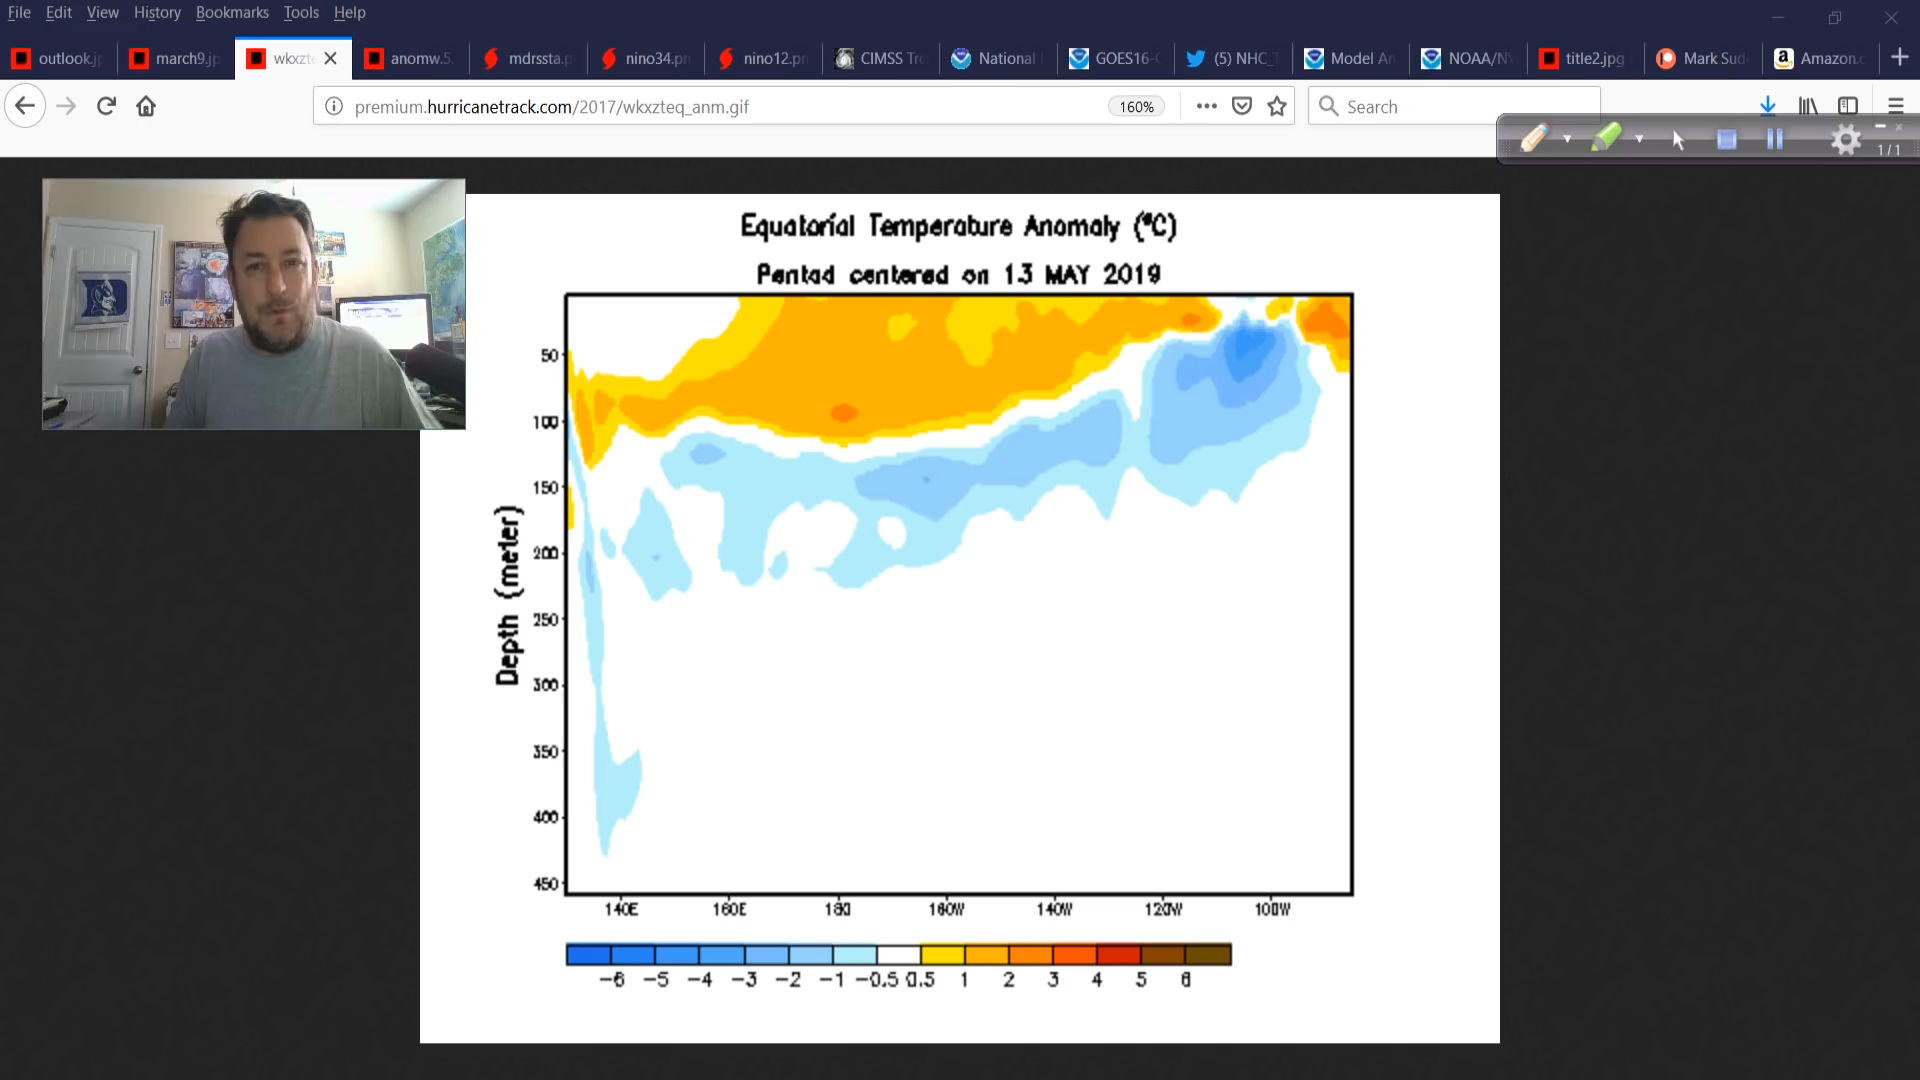 File Edit View History Bookmarks Tools Help
outlook.j march9.jp wkxzt anomw.5. mdrssta.p nino34.pn nino12.pn CIMSS Tr National GOES16- (5) NHC_ Model An NOAA/N title2.jpg Mark Sud Amazon.c
premium.hurricanetrack.com/2017/wkxzteq_anm.gif 160% Search
1/1
Equatorial Temperature Anomaly (°C)
Pentad centered on 13 MAY 2019
Depth (meter)
50
100
150
200
250
300
350
400
450
140E 160E 180 160W 140W 120W 100W
-6 -5 -4 -3 -2 -1 -0.5 0.5 1 2 3 4 5 6